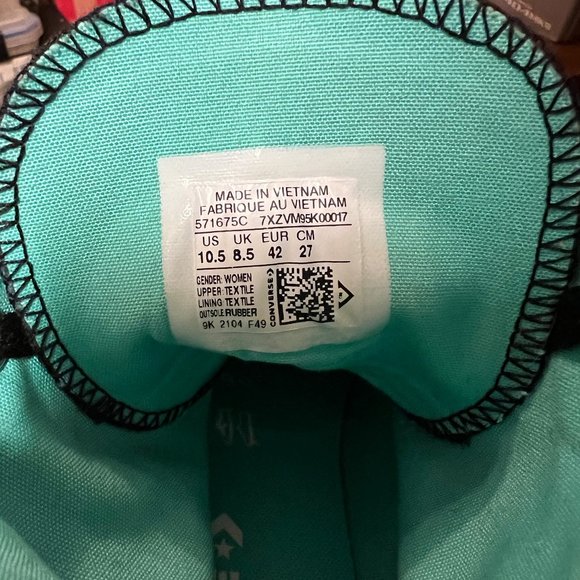 MADE IN VIETNAM
FABRIQUE AU VIETNAM
571675C 7XZVM95K00017
US UK EUR CM
10.5 8.5 42 27
GENDER: WOMEN
UPPER: TEXTILE
LINING: TEXTILE
OUTSOLE: RUBBER
9K 2104 F49
CONVERSE